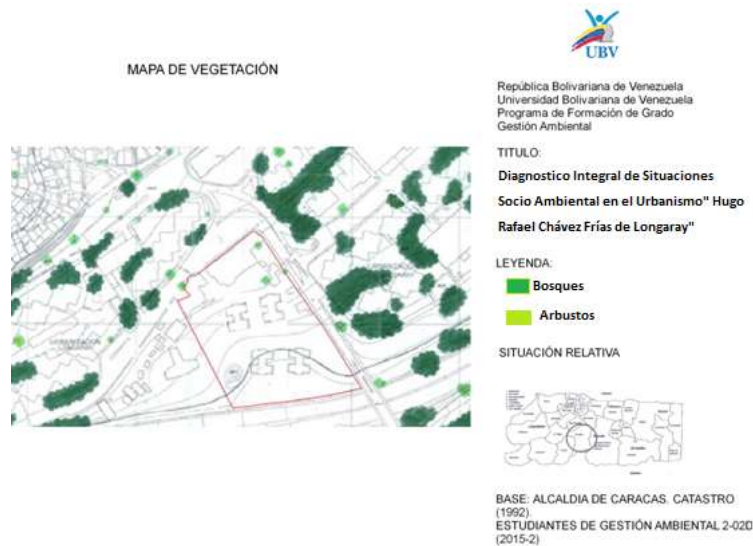 MAPA DE VEGETACIÓN
UBV
República Bolivariana de Venezuela
Universidad Bolivariana de Venezuela
Programa de Formación de Grado
Gestión Ambiental
TITULO:
Diagnostico Integral de Situaciones
Socio Ambiental en el Urbanismo" Hugo
Rafael Chávez Frías de Longaray"
LEYENDA:
Bosques
Arbustos
SITUACIÓN RELATIVA
BASE: ALCALDIA DE CARACAS. CATASTRO
(1992).
ESTUDIANTES DE GESTIÓN AMBIENTAL 2-02D
(2015-2)